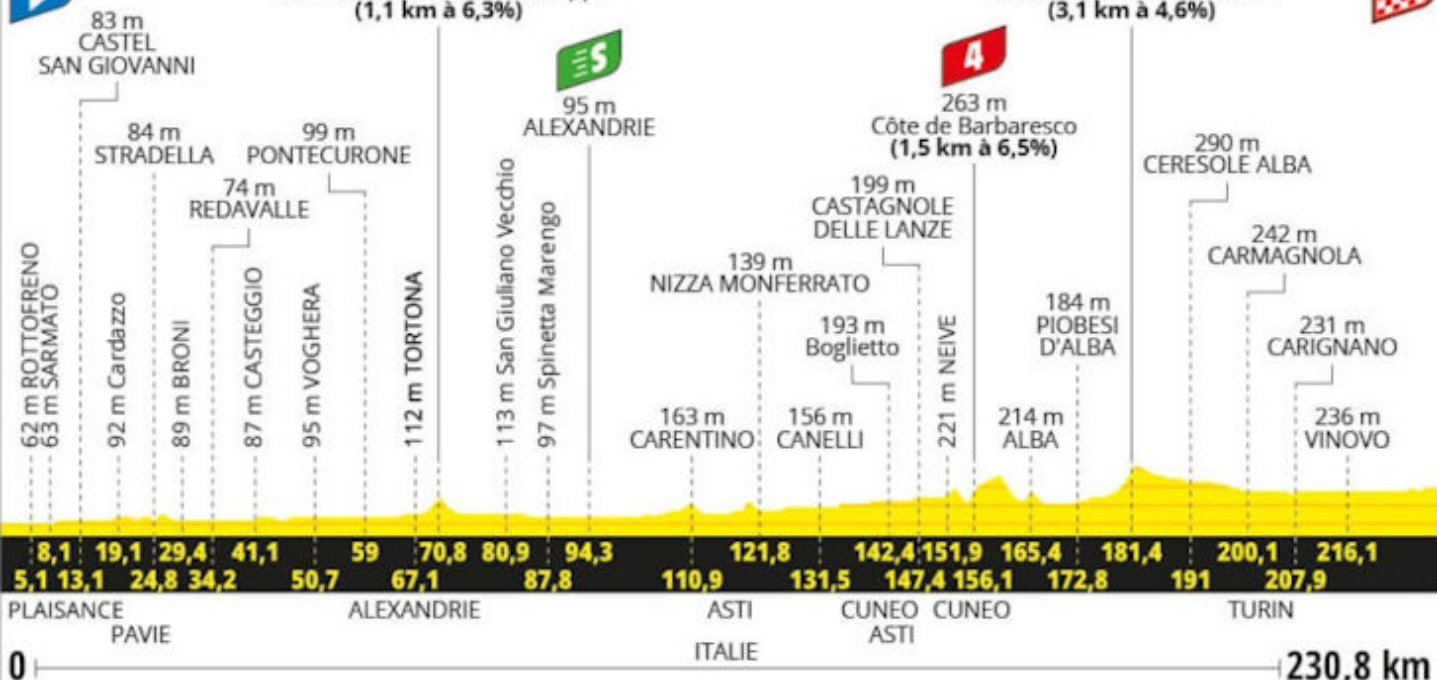 (1,1 km à 6,3%)
(3,1 km à 4,6%)
83 m
CASTEL
SAN GIOVANNI
84 m
STRADELLA
99 m
PONTECURONE
74 m
REDAVALLE
S
95 m
ALEXANDRIE
4
263 m
Côte de Barbaresco
(1,5 km à 6,5%)
199 m
CASTAGNOLE
DELLE LANZE
290 m
CERESOLE ALBA
242 m
CARMAGNOLA
139 m
NIZZA MONFERRATO
193 m
Boglietto
184 m
PIOBESI
D'ALBA
231 m
CARIGNANO
62 m ROTTOFRENO
63 m SARMATO
92 m Cardazzo
89 m BRONI
87 m CASTEGGIO
95 m VOGHERA
112 m TORTONA
113 m San Giuliano Vecchio
97 m Spinetta Marengo
163 m
CARENTINO
156 m
CANELLI
221 m NEIVE
214 m
ALBA
236 m
VINOVO
8,1 19,1 29,4 41,1 59 70,8 80,9 94,3 121,8 142,4 151,9 165,4 181,4 200,1 216,1
5,1 13,1 24,8 34,2 50,7 67,1 87,8 110,9 131,5 147,4 156,1 172,8 191 207,9
PLAISANCE ALEXANDRIE ASTI CUNEO CUNEO TURIN
PAVIE ASTI
ITALIE
0 230,8 km